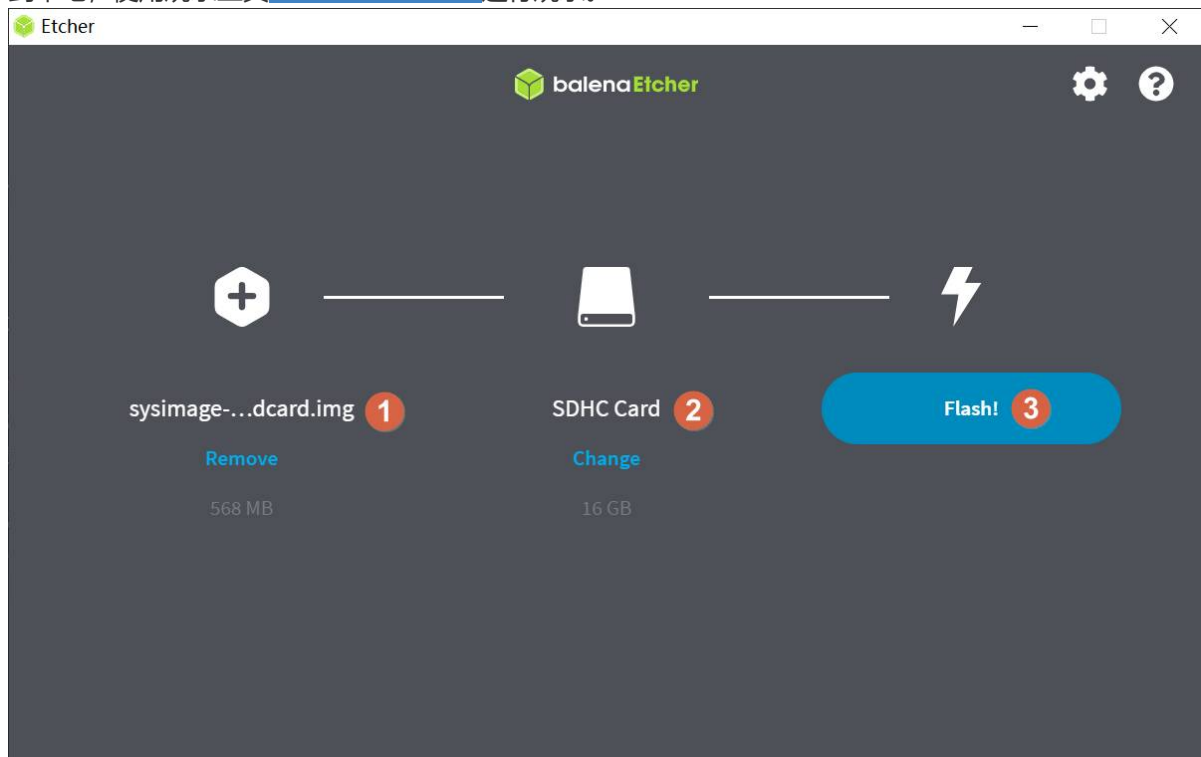 Etcher
balenaEtcher
sysimage-...dcard.img 1
SDHC Card 2
Flash! 3
Remove
Change
568 MB
16 GB